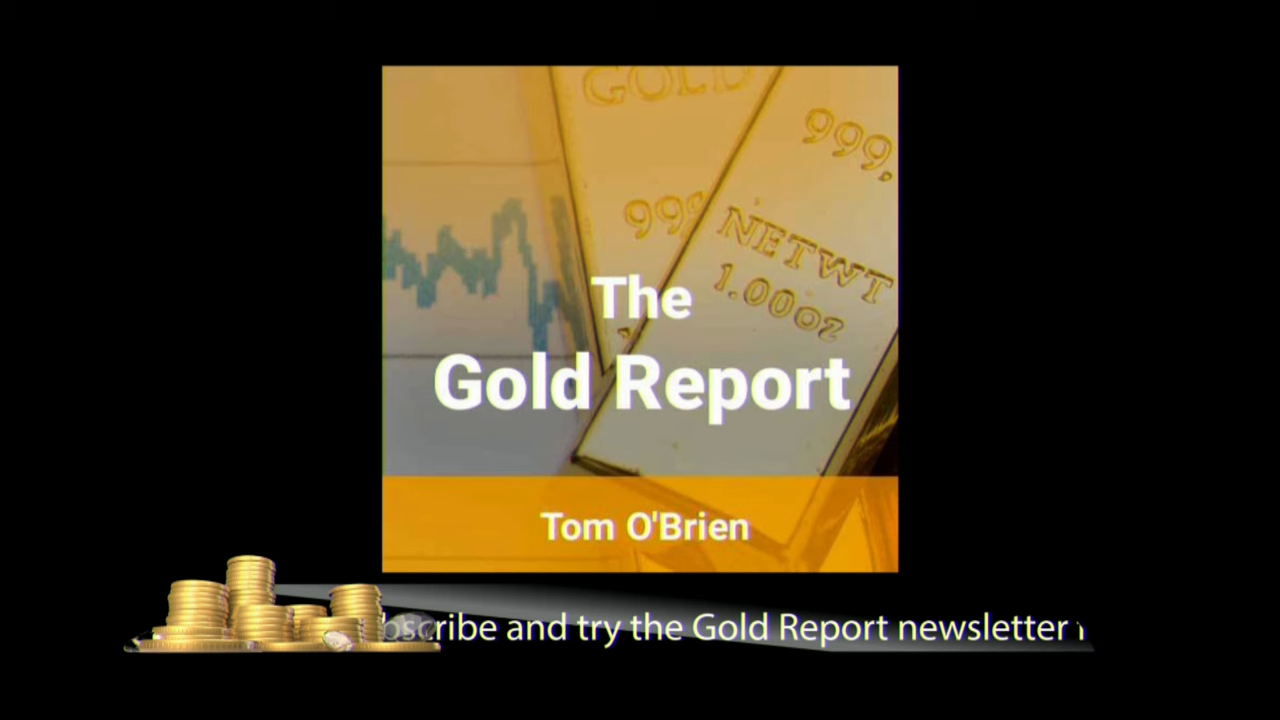 GOLD
999.
999
NETWT
1.00oz
The
Gold Report
Tom O'Brien
and try the Gold Report newsletter